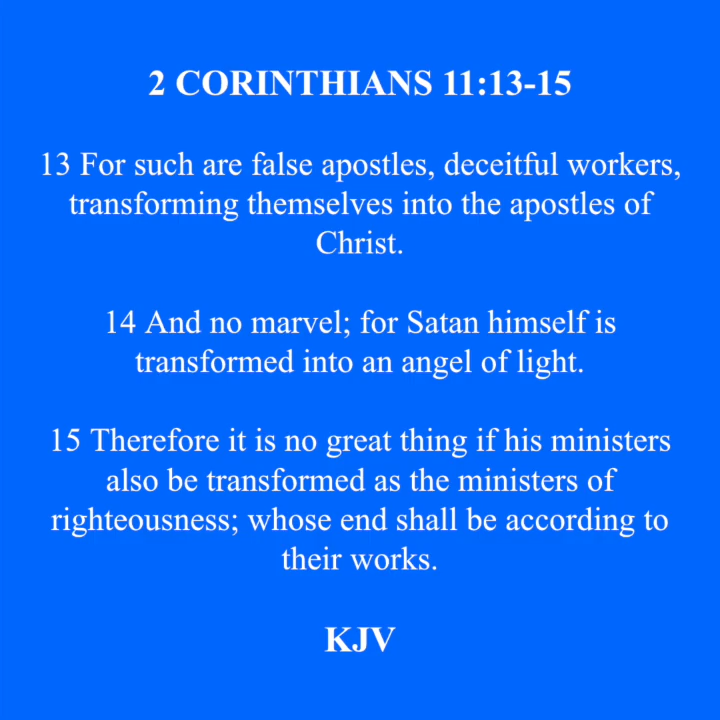 2 CORINTHIANS 11:13-15
13 For such are false apostles, deceitful workers,
transforming themselves into the apostles of
Christ.
14 And no marvel; for Satan himself is
transformed into an angel of light.
15 Therefore it is no great thing if his ministers
also be transformed as the ministers of
righteousness; whose end shall be according to
their works.
KJV